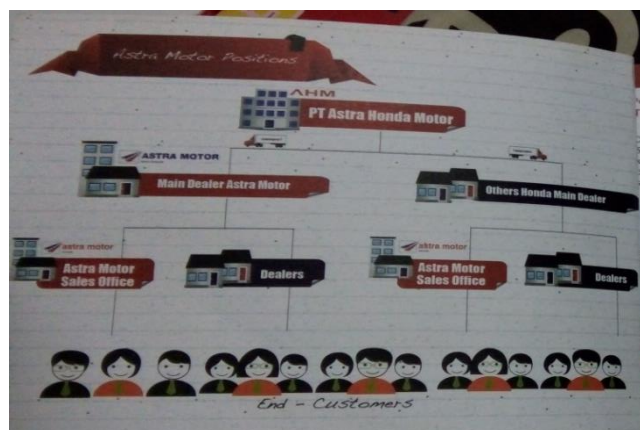 Astra Motor Positions
AHM
PT Astra Honda Motor
ASTRA MOTOR
Main Dealer Astra Motor
Others Honda Main Dealer
astra motor
Astra Motor
Sales Office
Dealers
astra motor
Astra Motor
Sales Office
Dealers
End - Customers